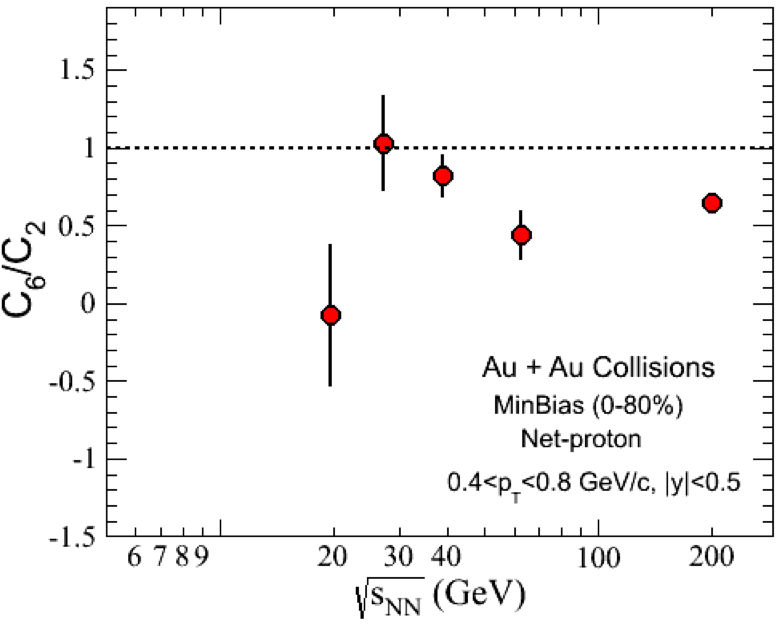 C6/C2
1.5
1
0.5
0
-0.5
-1
-1.5
Au + Au Collisions
MinBias (0-80%)
Net-proton
0.4<pT<0.8 GeV/c, |y|<0.5
6 7 8 9 20 30 40 100 200
√sNN (GeV)